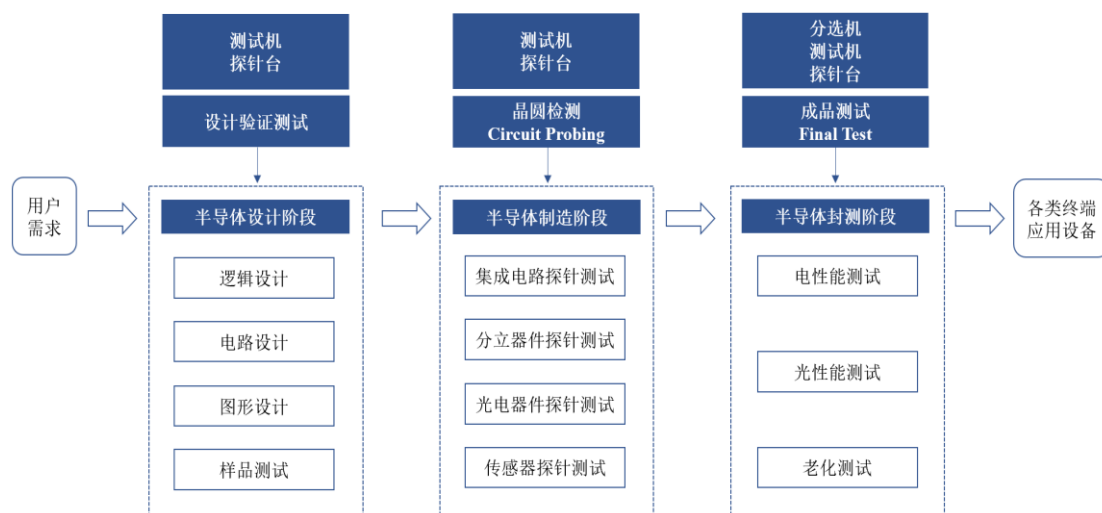 测试机
探针台
设计验证测试
测试机
探针台
晶圆检测
Circuit Probing
分选机
测试机
探针台
成品测试
Final Test
用户
需求
半导体设计阶段
逻辑设计
电路设计
图形设计
样品测试
半导体制造阶段
集成电路探针测试
分立器件探针测试
光电器件探针测试
传感器探针测试
半导体封测阶段
电性能测试
光性能测试
老化测试
各类终端
应用设备